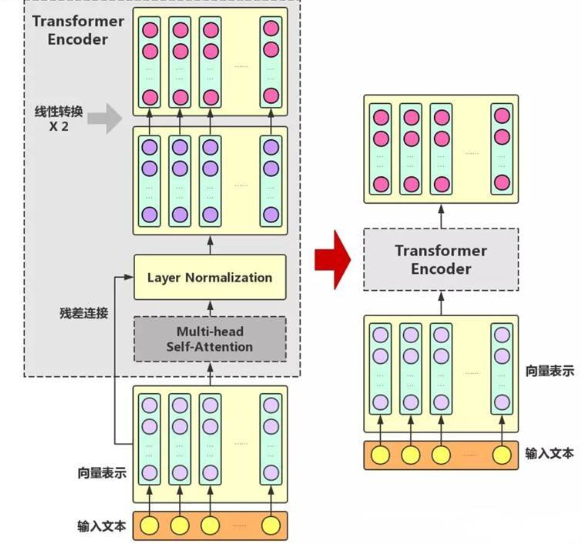 Transformer
Encoder
线性转换
X 2
Layer Normalization
残差连接
Multi-head
Self-Attention
向量表示
输入文本
Transformer
Encoder
向量表示
输入文本